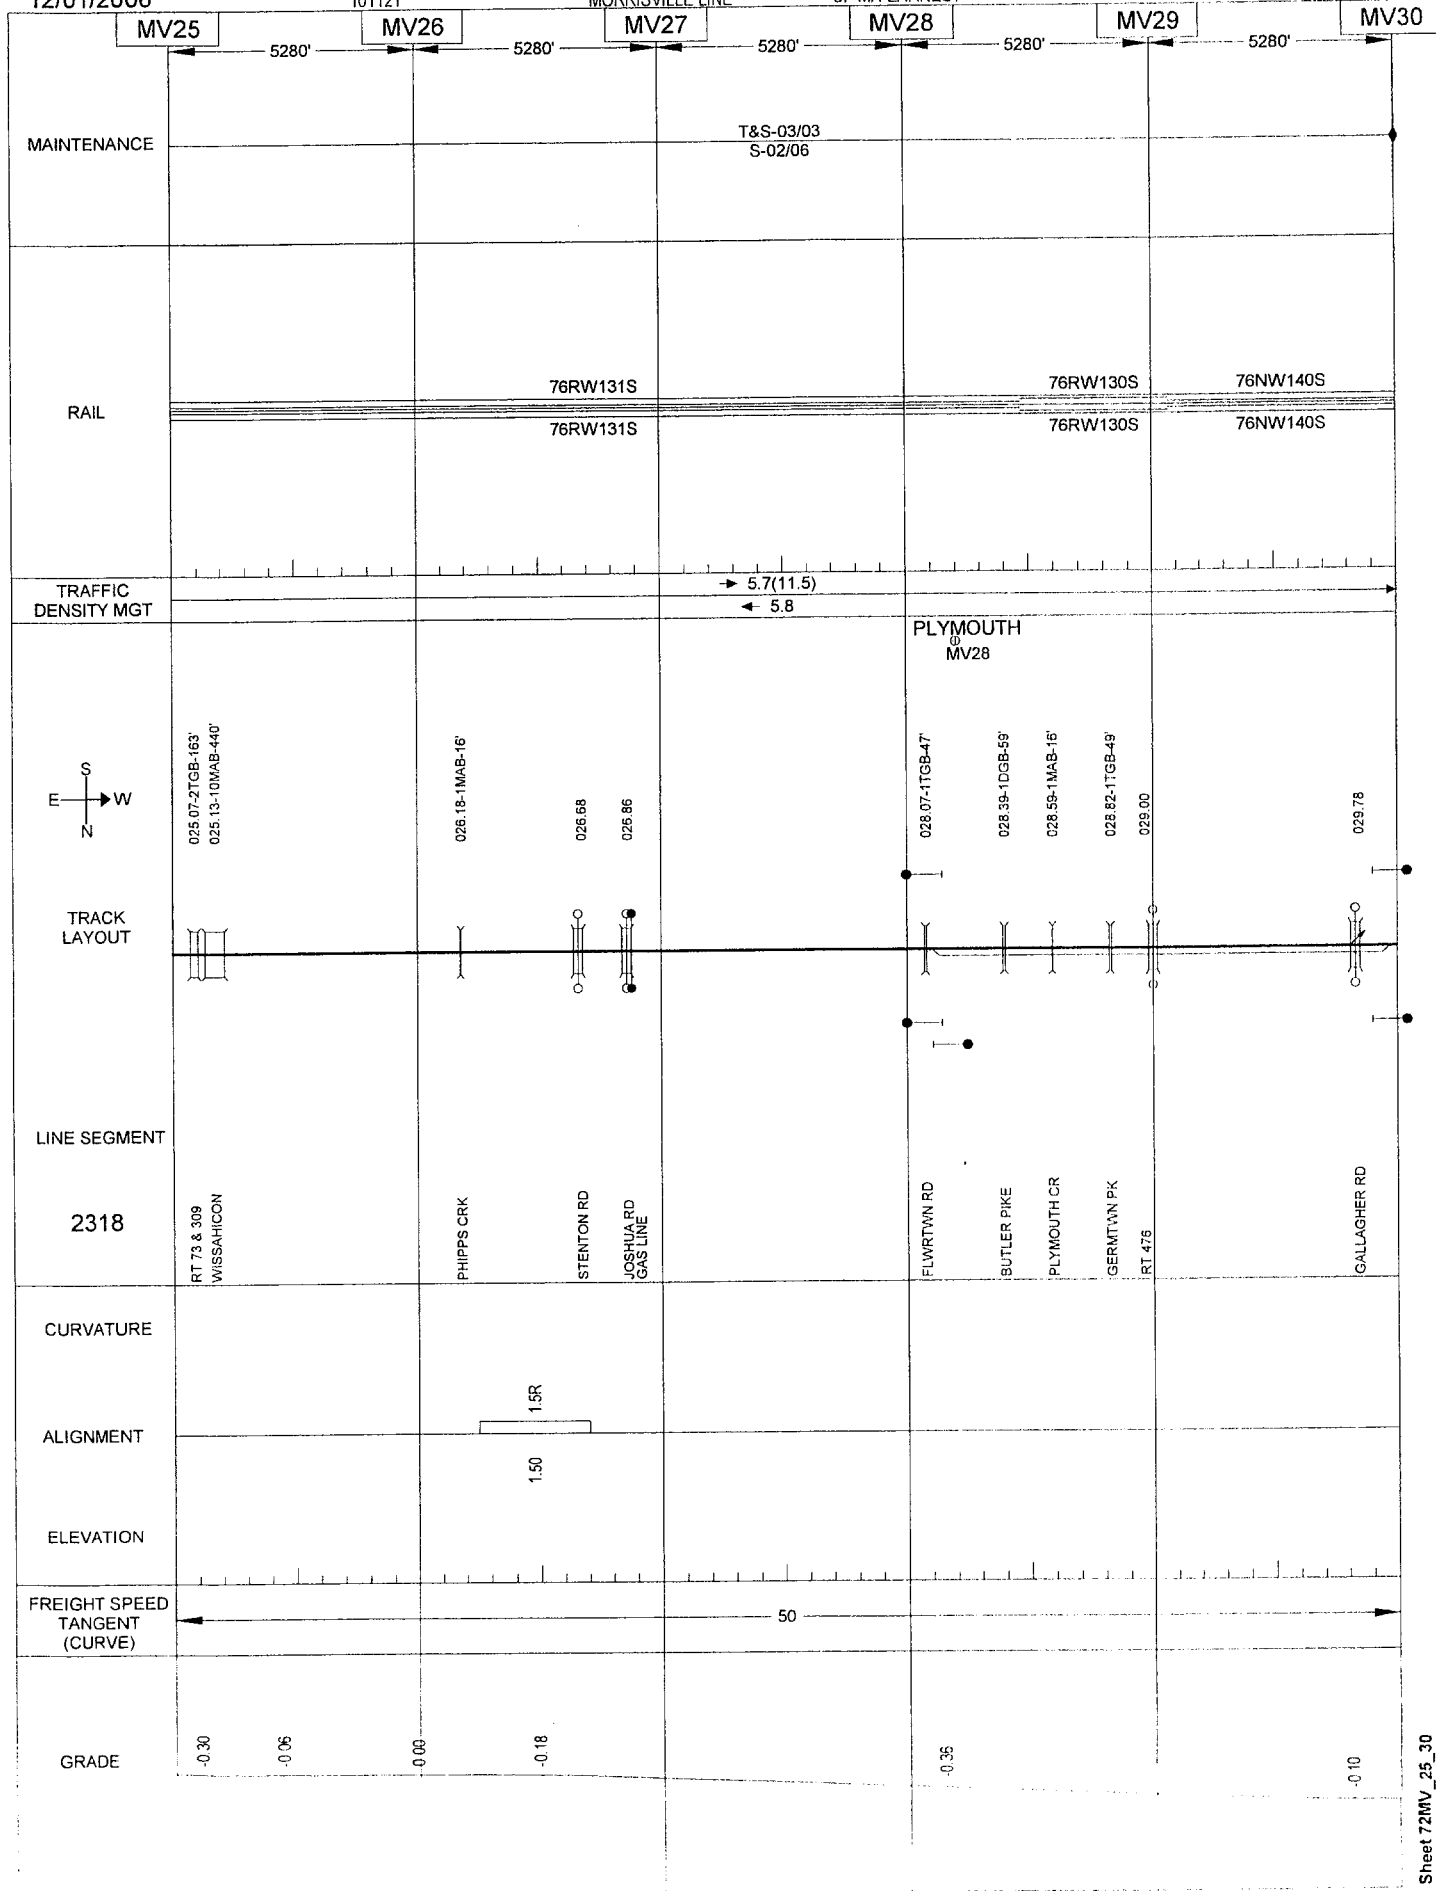 12/01/2006
101121
MORRISVILLE LINE
MV25
MV26
MV27
MV28
MV29
MV30
5280'
5280'
5280'
5280'
5280'
MAINTENANCE
T&S-03/03
S-02/06
RAIL
76RW131S
76RW130S
76NW140S
76RW131S
76RW130S
76NW140S
TRAFFIC
DENSITY MGT
5.7(11.5)
5.8
PLYMOUTH
MV28
S
E
W
N
025.07-2TGB-163'
025.13-10MAB-440'
026.18-1MAB-16'
026.68
026.86
028.07-1TGB-47'
028.39-1DGB-59'
028.59-1MAB-16'
028.82-1TGB-49'
029.00
029.78
TRACK
LAYOUT
LINE SEGMENT
2318
RT 73 & 309
WISSAHICON
PHIPPS CRK
STENTON RD
JOSHUA RD
GAS LINE
FLWRTWN RD
BUTLER PIKE
PLYMOUTH CR
GERMTWN PK
RT 476
GALLAGHER RD
CURVATURE
1.5R
ALIGNMENT
1.50
ELEVATION
FREIGHT SPEED
TANGENT
(CURVE)
50
GRADE
-0.30
-0.06
-0.00
-0.18
-0.36
-0.10
Sheet 72MV_25_30